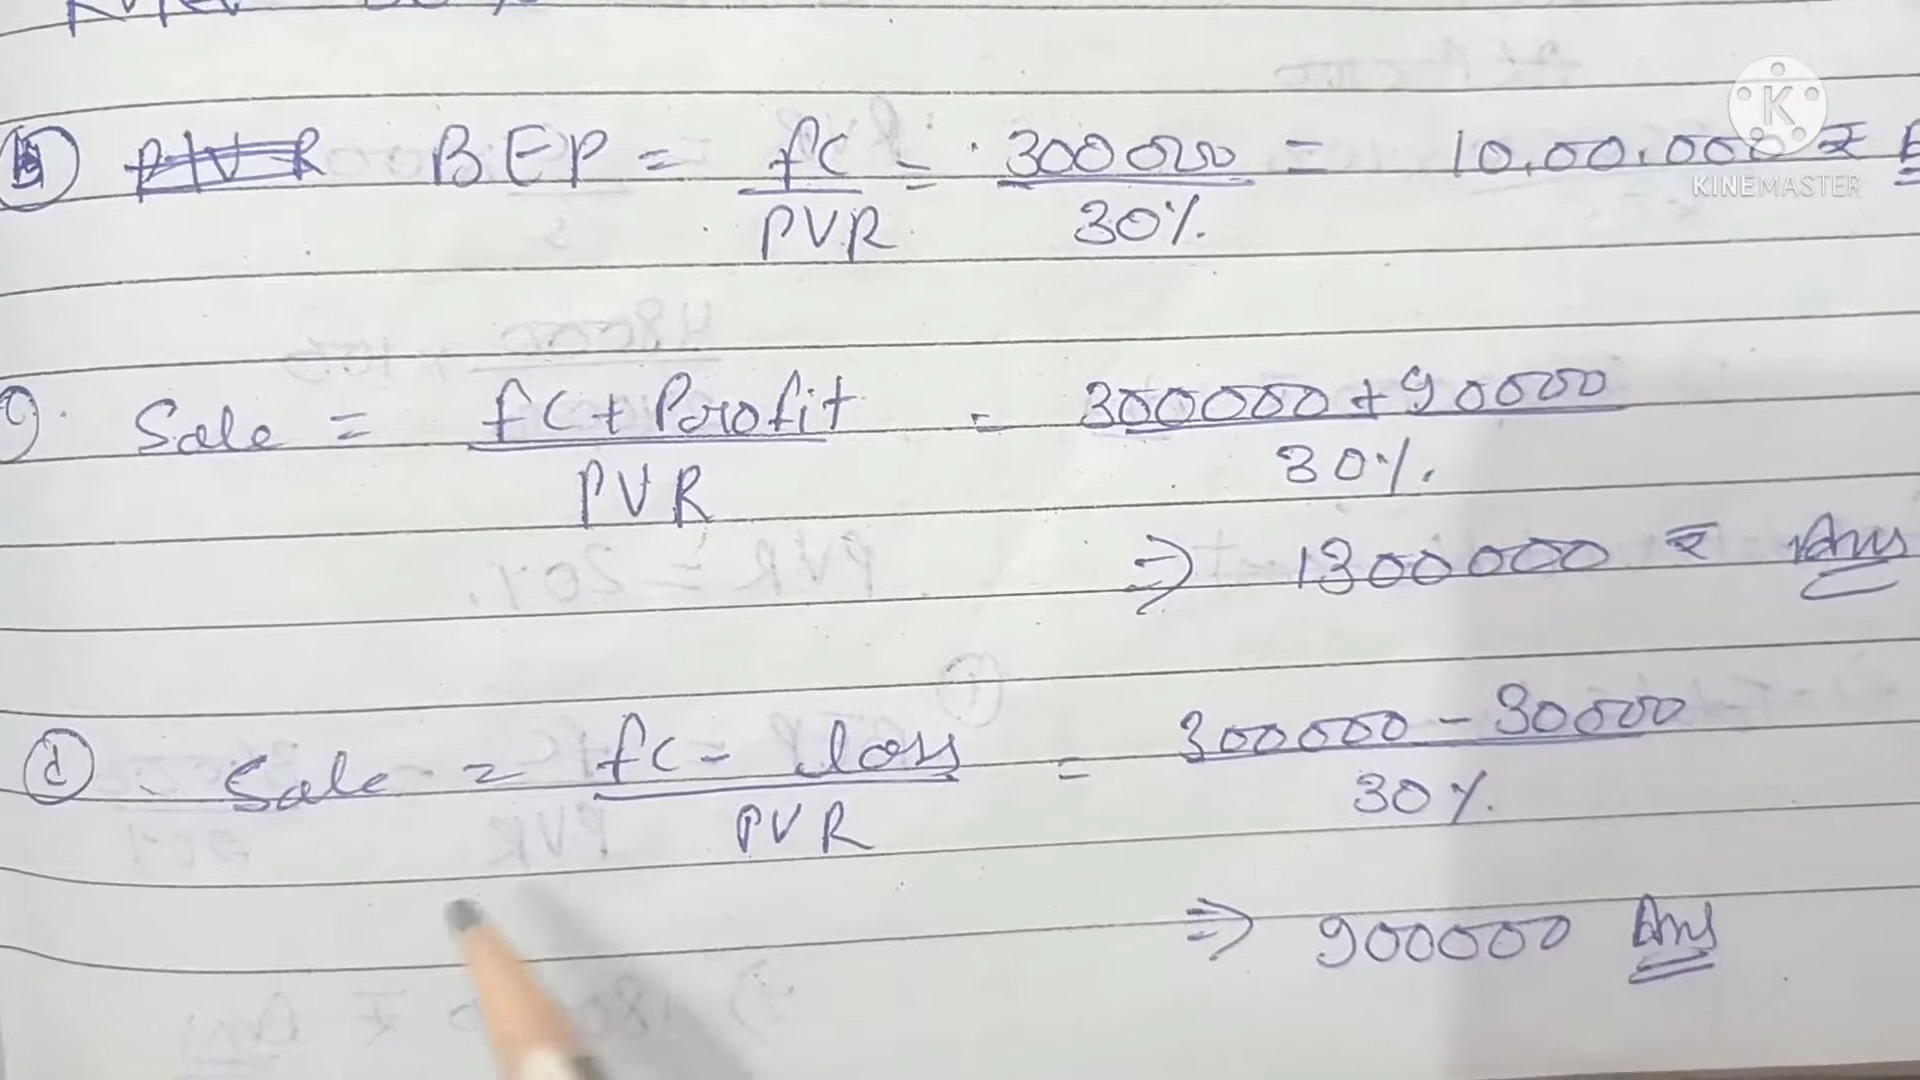 (b) BEP = fC / PVR = 300000 / 30% = 10,00,000 ₹
KINEMASTER
Sale = fC + Profit / PVR = 300000 + 90000 / 30%
⇒ 1300000 ₹ Ans
(d) Sale = fC - loss / PVR = 300000 - 30000 / 30%
⇒ 900000 Ans